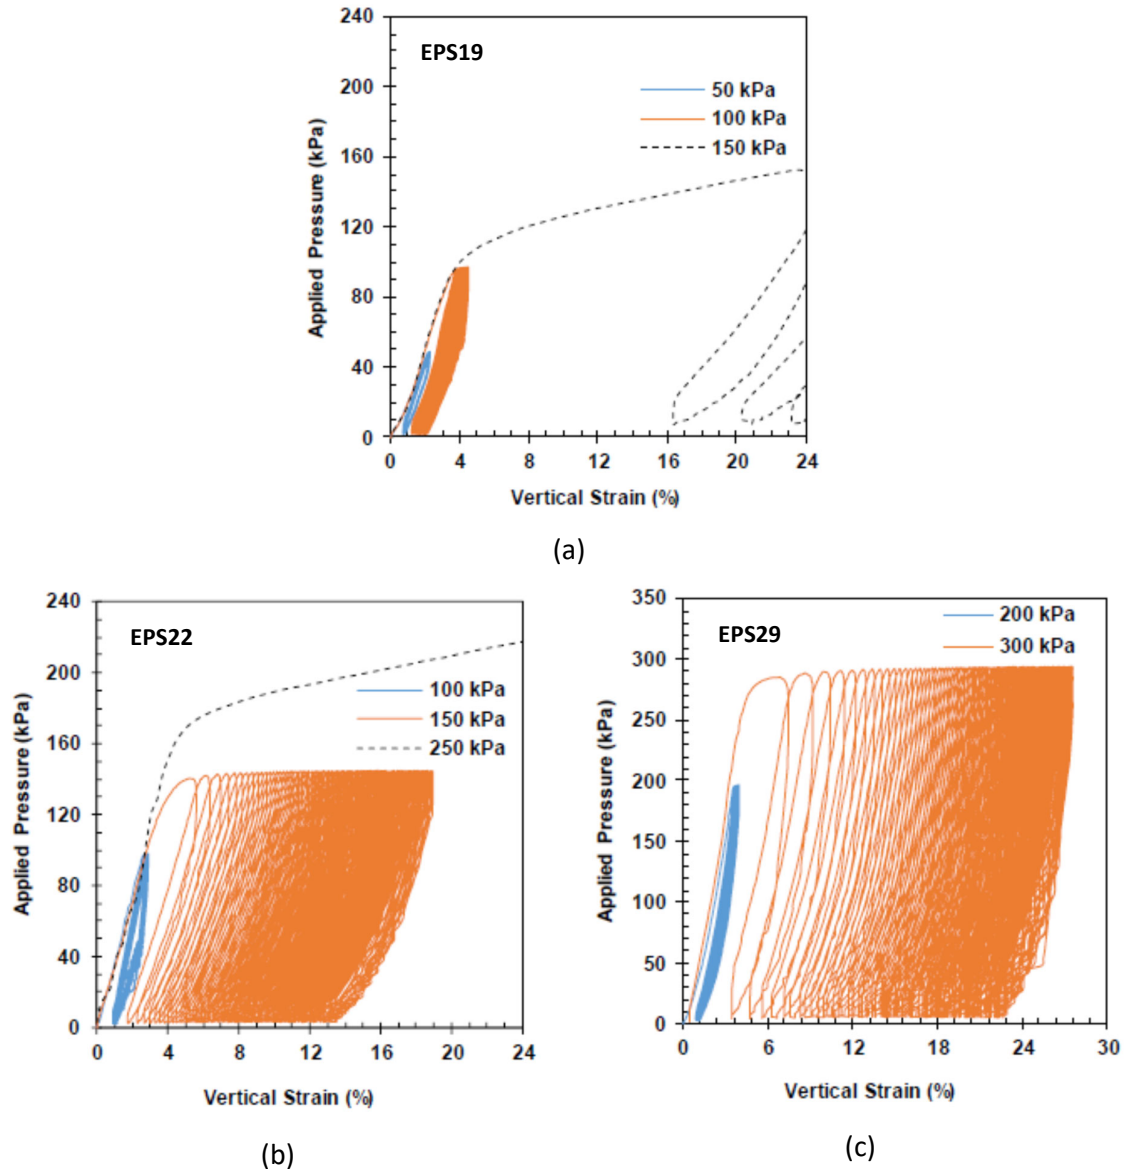 240
EPS19
200
50 kPa
100 kPa
150 kPa
160
120
80
40
0
Applied Pressure (kPa)
0 4 8 12 16 20 24
Vertical Strain (%)
(a)
240
EPS22
200
100 kPa
150 kPa
250 kPa
160
120
80
40
0
Applied Pressure (kPa)
0 4 8 12 16 20 24
Vertical Strain (%)
(b)
350
200 kPa
300 kPa
EPS29
300
250
200
150
100
50
0
Applied Pressure (kPa)
0 6 12 18 24 30
Vertical Strain (%)
(c)